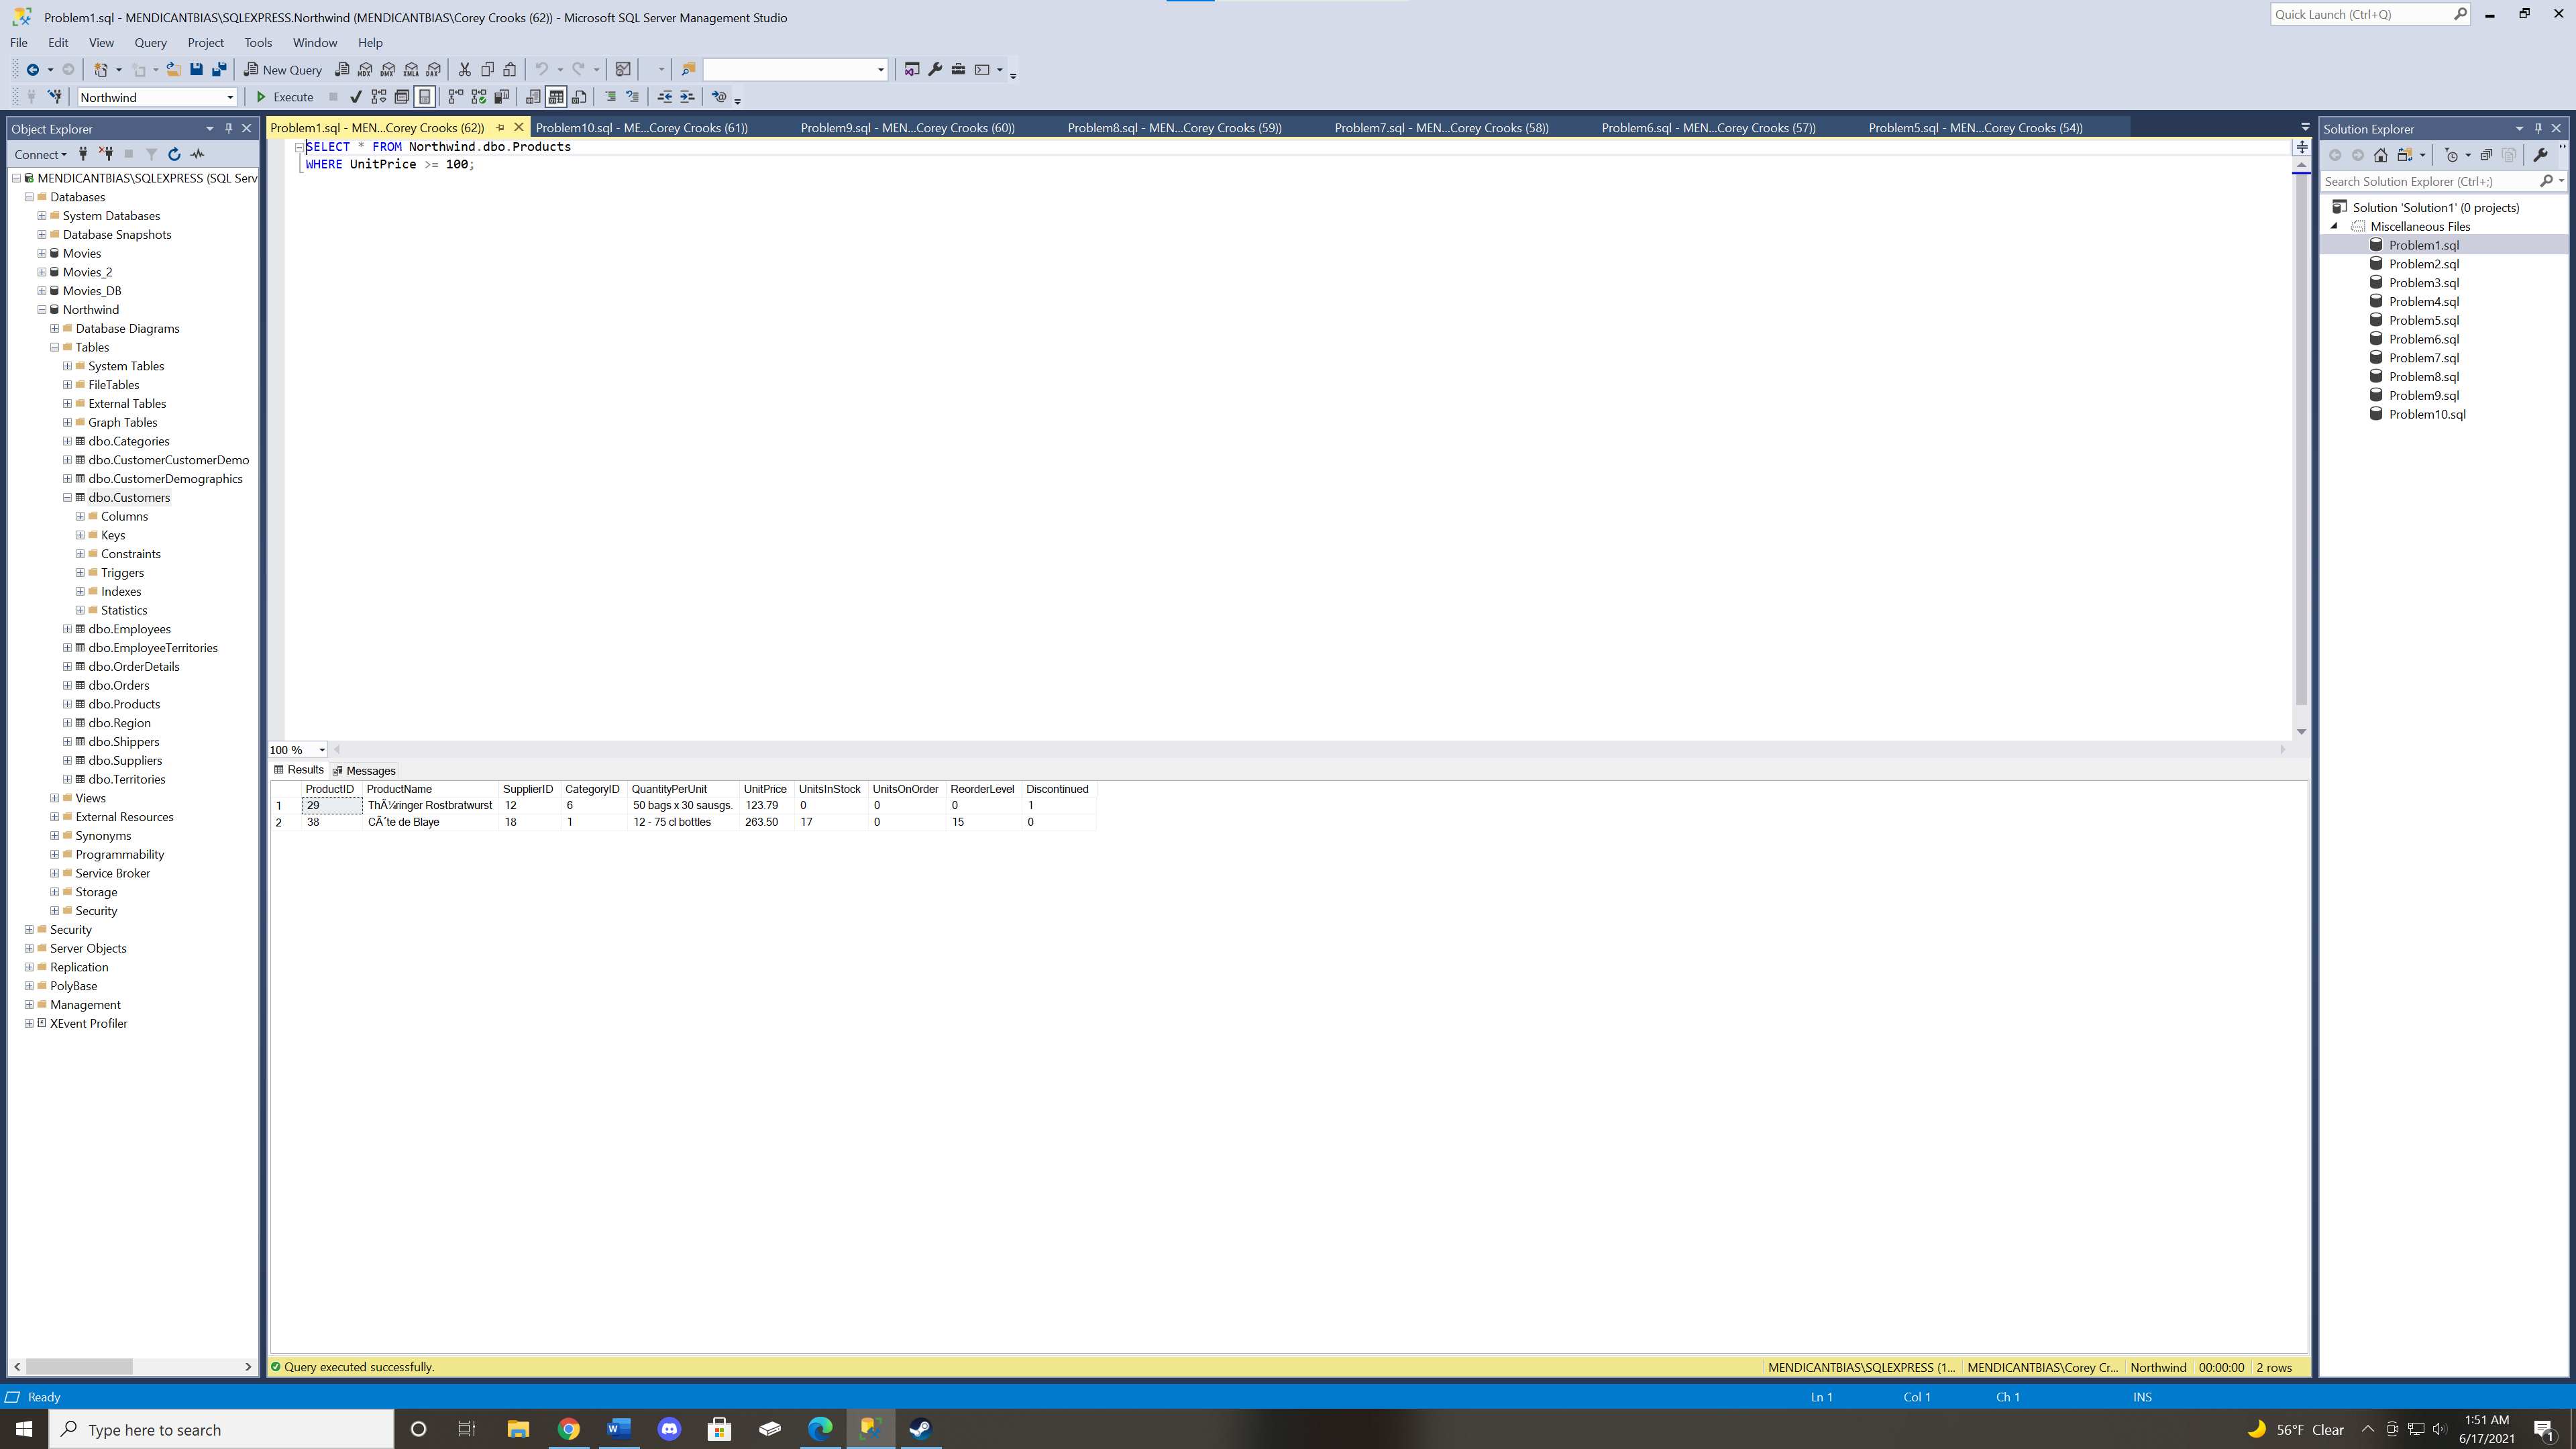 Problem1.sql - MENDICANTBIAS\SQLEXPRESS.Northwind (MENDICANTBIAS\Corey Crooks (62)) - Microsoft SQL Server Management Studio
Quick Launch (Ctrl+Q)
File Edit View Query Project Tools Window Help
New Query MDX DMX XMLA DAX
Northwind Execute
Object Explorer
Connect
MENDICANTBIAS\SQLEXPRESS (SQL Serv
Databases
System Databases
Database Snapshots
Movies
Movies_2
Movies_DB
Northwind
Database Diagrams
Tables
System Tables
FileTables
External Tables
Graph Tables
dbo.Categories
dbo.CustomerCustomerDemo
dbo.CustomerDemographics
dbo.Customers
Columns
Keys
Constraints
Triggers
Indexes
Statistics
dbo.Employees
dbo.EmployeeTerritories
dbo.OrderDetails
dbo.Orders
dbo.Products
dbo.Region
dbo.Shippers
dbo.Suppliers
dbo.Territories
Views
External Resources
Synonyms
Programmability
Service Broker
Storage
Security
Security
Server Objects
Replication
PolyBase
Management
XEvent Profiler
Problem1.sql - MEN...Corey Crooks (62)) Problem10.sql - ME...Corey Crooks (61)) Problem9.sql - MEN...Corey Crooks (60)) Problem8.sql - MEN...Corey Crooks (59)) Problem7.sql - MEN...Corey Crooks (58)) Problem6.sql - MEN...Corey Crooks (57)) Problem5.sql - MEN...Corey Crooks (54))
SELECT * FROM Northwind.dbo.Products
WHERE UnitPrice >= 100;
100 %
Results Messages
ProductID ProductName SupplierID CategoryID QuantityPerUnit UnitPrice UnitsInStock UnitsOnOrder ReorderLevel Discontinued
1 29 ThÃ¼ringer Rostbratwurst 12 6 50 bags x 30 sausgs. 123.79 0 0 0 1
2 38 CÃ´te de Blaye 18 1 12 - 75 cl bottles 263.50 17 0 15 0
Query executed successfully. MENDICANTBIAS\SQLEXPRESS (1... MENDICANTBIAS\Corey Cr... Northwind 00:00:00 2 rows
Solution Explorer
Search Solution Explorer (Ctrl+;)
Solution 'Solution1' (0 projects)
Miscellaneous Files
Problem1.sql
Problem2.sql
Problem3.sql
Problem4.sql
Problem5.sql
Problem6.sql
Problem7.sql
Problem8.sql
Problem9.sql
Problem10.sql
Ready Ln 1 Col 1 Ch 1 INS
Type here to search
56°F Clear
1:51 AM
6/17/2021
1